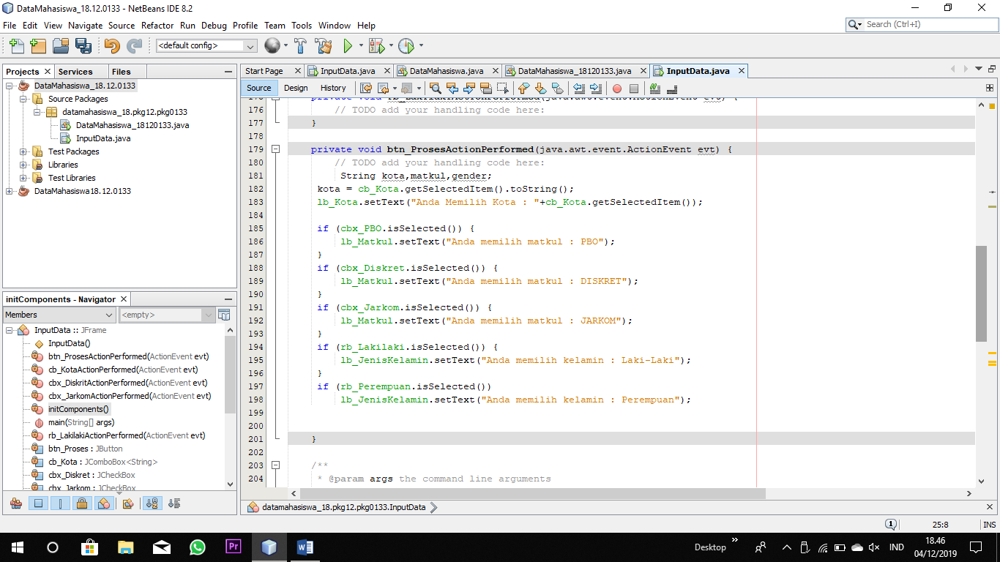 DataMahasiswa_18.12.0133 - NetBeans IDE 8.2
File Edit View Navigate Source Refactor Run Debug Profile Team Tools Window Help
Search (Ctrl+I)
<default config>
Projects Services Files
DataMahasiswa_18.12.0133
Source Packages
datamahasiswa_18.pkg12.pkg0133
DataMahasiswa_18120133.java
InputData.java
Test Packages
Libraries
Test Libraries
DataMahasiswa18.12.0133
initComponents - Navigator
Members <empty>
InputData :: JFrame
InputData()
btn_ProsesActionPerformed(ActionEvent evt)
cb_KotaActionPerformed(ActionEvent evt)
cbx_DiskritActionPerformed(ActionEvent evt)
cbx_JarkomActionPerformed(ActionEvent evt)
initComponents()
main(String[] args)
rb_LakilakiActionPerformed(ActionEvent evt)
btn_Proses : JButton
cb_Kota : JComboBox<String>
cbx_Diskret : JCheckBox
cbx_Jarkom : JCheckBox
Start Page InputData.java DataMahasiswa.java DataMahasiswa_18120133.java InputData.java
Source Design History
private void rb_LakilakiActionPerformed(java.awt.event.ActionEvent evt) {
176 // TODO add your handling code here:
177 }
178
179 private void btn_ProsesActionPerformed(java.awt.event.ActionEvent evt) {
180 // TODO add your handling code here:
181 String kota,matkul,gender;
182 kota = cb_Kota.getSelectedItem().toString();
183 lb_Kota.setText("Anda Memilih Kota : "+cb_Kota.getSelectedItem());
184
185 if (cbx_PBO.isSelected()) {
186 lb_Matkul.setText("Anda memilih matkul : PBO");
187 }
188 if (cbx_Diskret.isSelected()) {
189 lb_Matkul.setText("Anda memilih matkul : DISKRET");
190 }
191 if (cbx_Jarkom.isSelected()) {
192 lb_Matkul.setText("Anda memilih matkul : JARKOM");
193 }
194 if (rb_Lakilaki.isSelected()) {
195 lb_JenisKelamin.setText("Anda memilih kelamin : Laki-Laki");
196 }
197 if (rb_Perempuan.isSelected())
198 lb_JenisKelamin.setText("Anda memilih kelamin : Perempuan");
199
200
201 }
202
203 /**
204 * @param args the command line arguments
datamahasiswa_18.pkg12.pkg0133.InputData
1 25:8 INS
Pr W
Desktop IND 18.46
04/12/2019